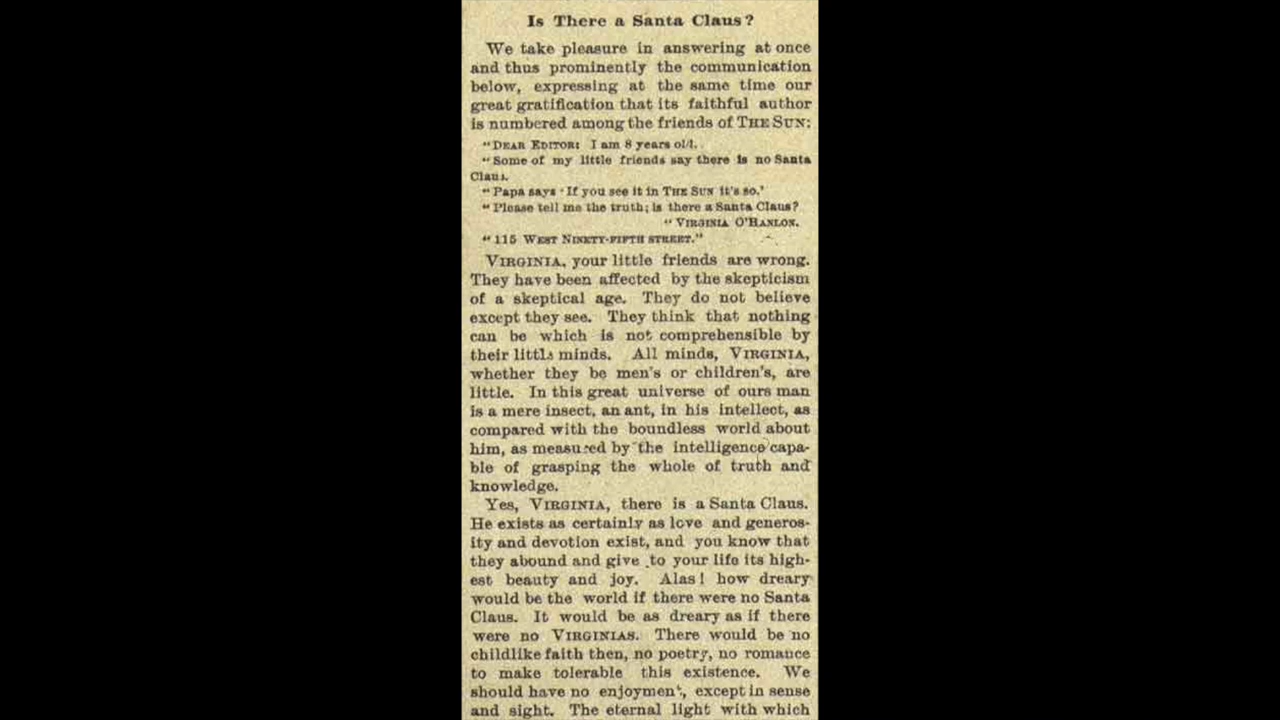 Is There a Santa Claus?
We take pleasure in answering at once
and thus prominently the communication
below, expressing at the same time our
great gratification that its faithful author
is numbered among the friends of THE SUN:
"DEAR EDITOR: I am 8 years old.
"Some of my little friends say there is no Santa
Claus.
"Papa says 'If you see it in THE SUN it's so.'
"Please tell me the truth; is there a Santa Claus?
"VIRGINIA O'HANLON.
"115 WEST NINETY-FIFTH STREET."
VIRGINIA, your little friends are wrong.
They have been affected by the skepticism
of a skeptical age. They do not believe
except they see. They think that nothing
can be which is not comprehensible by
their little minds. All minds, VIRGINIA,
whether they be men's or children's, are
little. In this great universe of ours man
is a mere insect, an ant, in his intellect, as
compared with the boundless world about
him, as measured by the intelligence capa-
ble of grasping the whole of truth and
knowledge.
Yes, VIRGINIA, there is a Santa Claus.
He exists as certainly as love and generos-
ity and devotion exist, and you know that
they abound and give to your life its high-
est beauty and joy. Alas! how dreary
would be the world if there were no Santa
Claus. It would be as dreary as if there
were no VIRGINIAS. There would be no
childlike faith then, no poetry, no romance
to make tolerable this existence. We
should have no enjoyment, except in sense
and sight. The eternal light with which